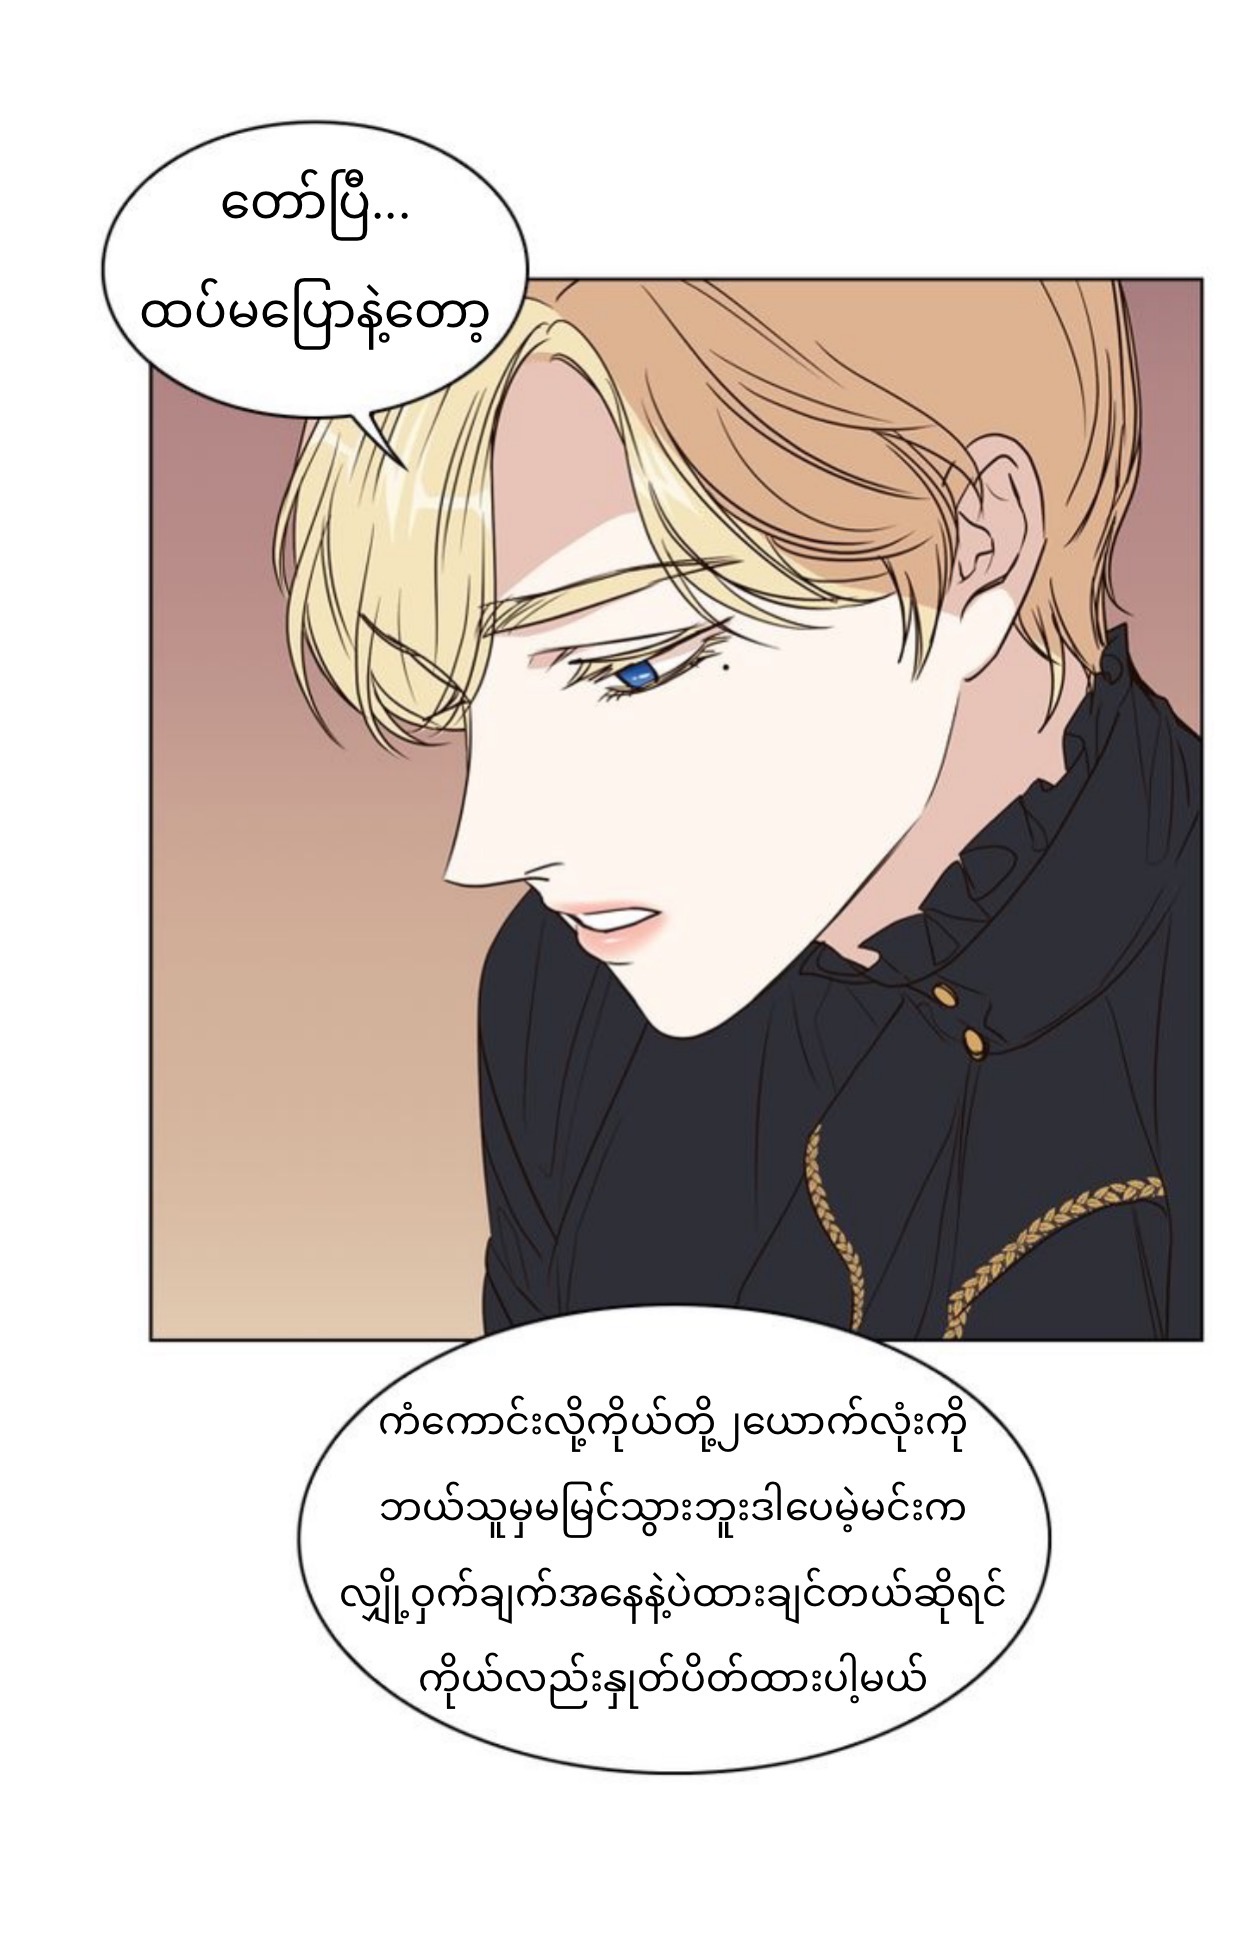 တော်ပြီ...
ထပ်မပြောနဲ့တော့
ကံကောင်းလို့ကိုယ်တို့၂ယောက်လုံးကို
ဘယ်သူမှမမြင်သွားဘူးဒါပေမဲ့မင်းက
လျှို့ဝှက်ချက်အနေနဲ့ပဲထားချင်တယ်ဆိုရင်
ကိုယ်လည်းနှုတ်ပိတ်ထားပါ့မယ်